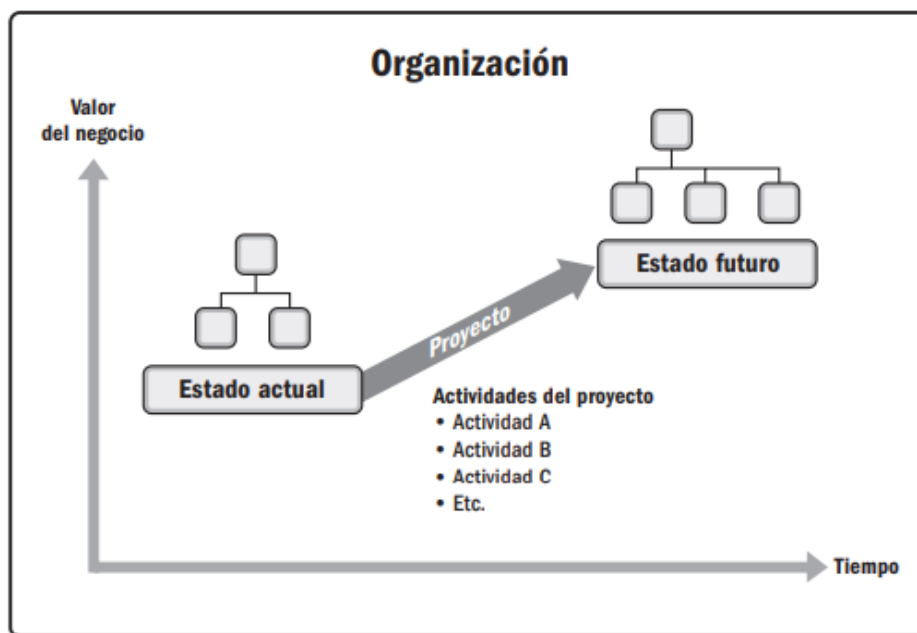 Organización
Valor
del negocio
Estado futuro
Proyecto
Estado actual
Actividades del proyecto
• Actividad A
• Actividad B
• Actividad C
• Etc.
Tiempo